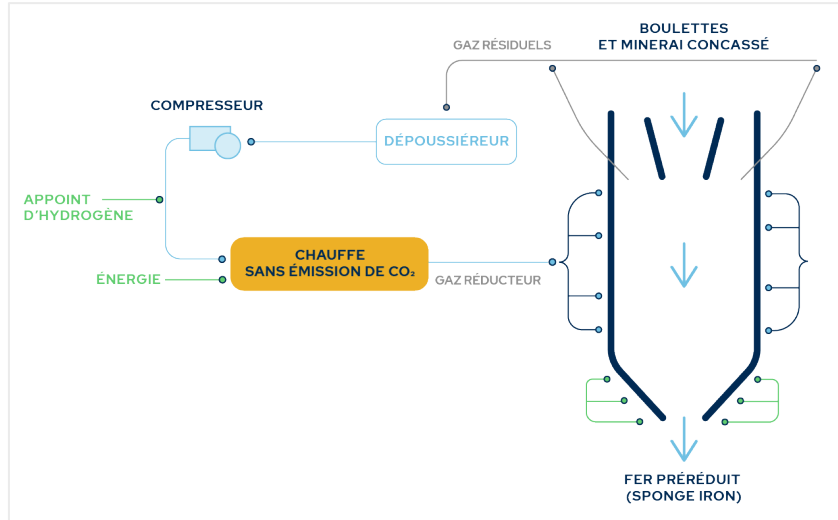 BOULETTES
ET MINERAI CONCASSÉ
GAZ RÉSIDUELS
COMPRESSEUR
DÉPOUSSIÉREUR
APPOINT
D'HYDROGÈNE
CHAUFFE
SANS ÉMISSION DE CO₂
ÉNERGIE
GAZ RÉDUCTEUR
FER PRÉRÉDUIT
(SPONGE IRON)